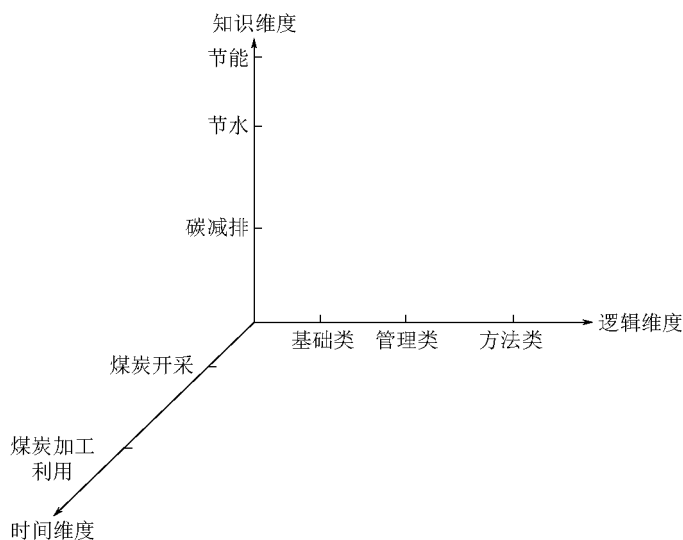 知识维度
节能
节水
碳减排
逻辑维度
基础类 管理类 方法类
煤炭开采
煤炭加工
利用
时间维度